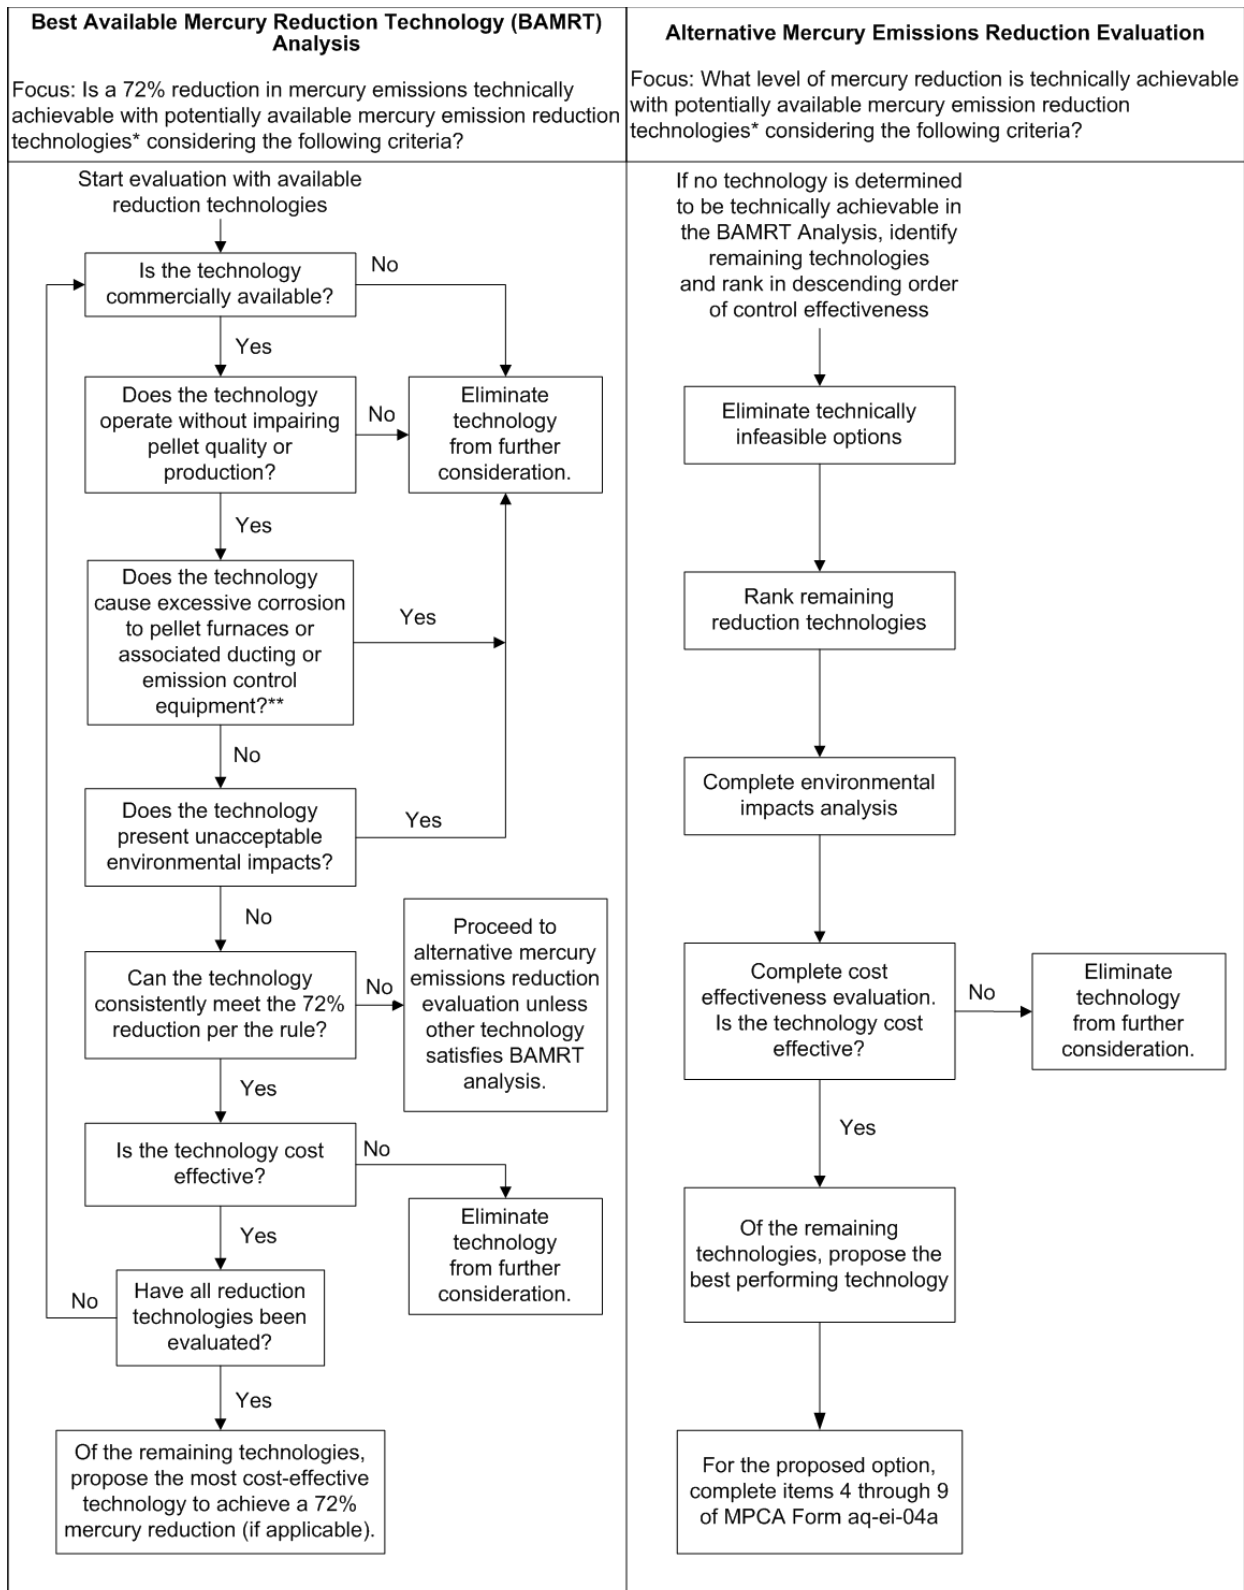 Best Available Mercury Reduction Technology (BAMRT)
Analysis
Focus: Is a 72% reduction in mercury emissions technically
achievable with potentially available mercury emission reduction
technologies* considering the following criteria?
Start evaluation with available
reduction technologies
Is the technology
commercially available?
No
Yes
Does the technology
operate without impairing
pellet quality or
production?
No
Eliminate
technology
from further
consideration.
Yes
Does the technology
cause excessive corrosion
to pellet furnaces or
associated ducting or
emission control
equipment?**
Yes
No
Does the technology
present unacceptable
environmental impacts?
Yes
No
Can the technology
consistently meet the 72%
reduction per the rule?
No
Proceed to
alternative mercury
emissions reduction
evaluation unless
other technology
satisfies BAMRT
analysis.
Yes
Is the technology cost
effective?
No
Eliminate
technology
from further
consideration.
Yes
Have all reduction
technologies been
evaluated?
No
Yes
Of the remaining technologies,
propose the most cost-effective
technology to achieve a 72%
mercury reduction (if applicable).
Alternative Mercury Emissions Reduction Evaluation
Focus: What level of mercury reduction is technically achievable
with potentially available mercury emission reduction
technologies* considering the following criteria?
If no technology is determined
to be technically achievable in
the BAMRT Analysis, identify
remaining technologies
and rank in descending order
of control effectiveness
Eliminate technically
infeasible options
Rank remaining
reduction technologies
Complete environmental
impacts analysis
Complete cost
effectiveness evaluation.
Is the technology cost
effective?
No
Eliminate
technology
from further
consideration.
Yes
Of the remaining
technologies, propose the
best performing technology
For the proposed option,
complete items 4 through 9
of MPCA Form aq-ei-04a